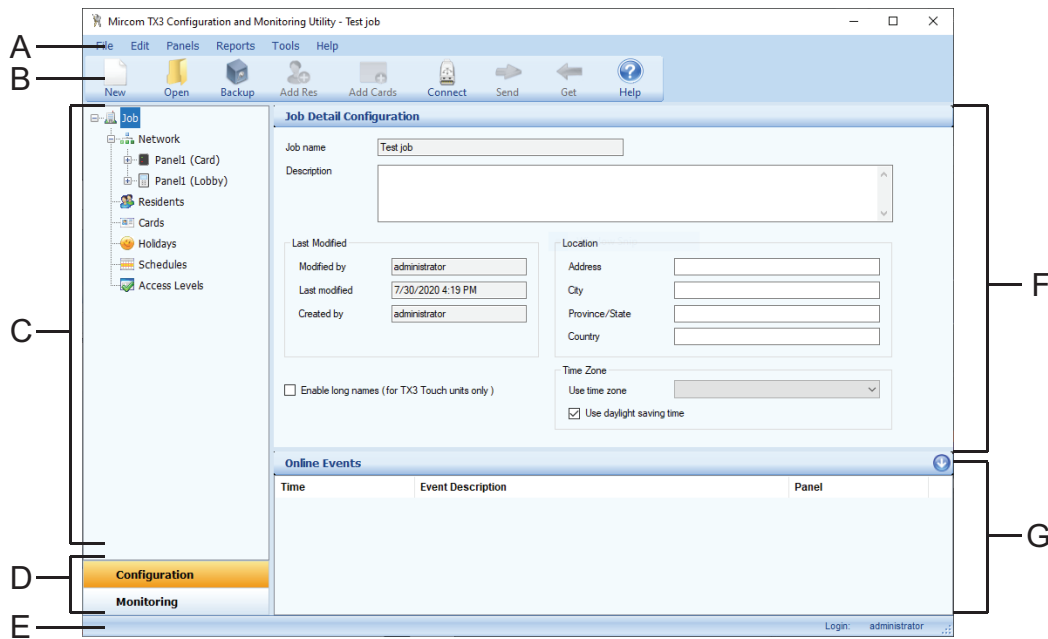 Mircom TX3 Configuration and Monitoring Utility - Test job
A
File Edit Panels Reports Tools Help
B
New Open Backup Add Res Add Cards Connect Send Get Help
C
Job
Network
Panel1 (Card)
Panel1 (Lobby)
Residents
Cards
Holidays
Schedules
Access Levels
D
Configuration
Monitoring
E
Job Detail Configuration
Job name Test job
Description
Last Modified
Modified by administrator
Last modified 7/30/2020 4:19 PM
Created by administrator
Location
Address
City
Province/State
Country
Enable long names (for TX3 Touch units only )
Time Zone
Use time zone
Use daylight saving time
F
Online Events
Time Event Description Panel
G
Login: administrator